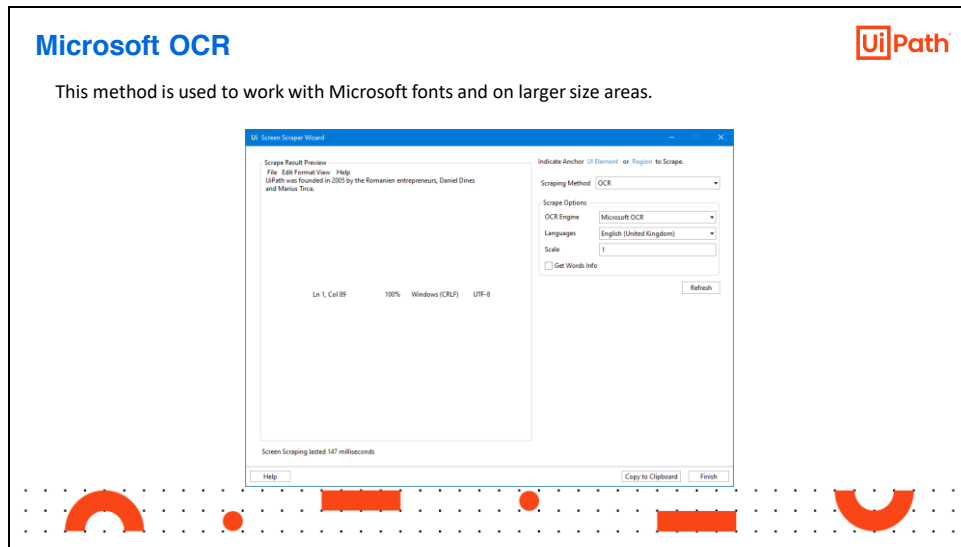 Microsoft OCR
UiPath
This method is used to work with Microsoft fonts and on larger size areas.
Ui Screen Scraper Wizard
Scrape Result Preview
File Edit Format View Help
UiPath was founded in 2005 by the Romanien entrepreneurs, Daniel Dines
and Marius Tirca.
Ln 1, Col 89 100% Windows (CRLF) UTF-8
Indicate Anchor UI Element or Region to Scrape.
Scraping Method OCR
Scrape Options
OCR Engine Microsoft OCR
Languages English (United Kingdom)
Scale 1
Get Words Info
Refresh
Screen Scraping lasted 147 milliseconds
Help Copy to Clipboard Finish